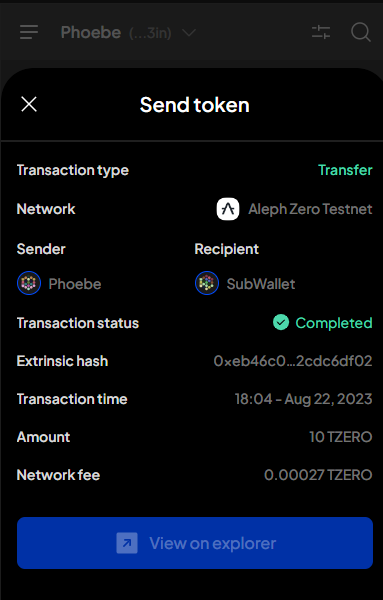 Phoebe (...3in)
Send token
Transaction type Transfer
Network Aleph Zero Testnet
Sender Recipient
Phoebe SubWallet
Transaction status Completed
Extrinsic hash 0xeb46c0...2cdc6df02
Transaction time 18:04 - Aug 22, 2023
Amount 10 TZERO
Network fee 0.00027 TZERO
View on explorer